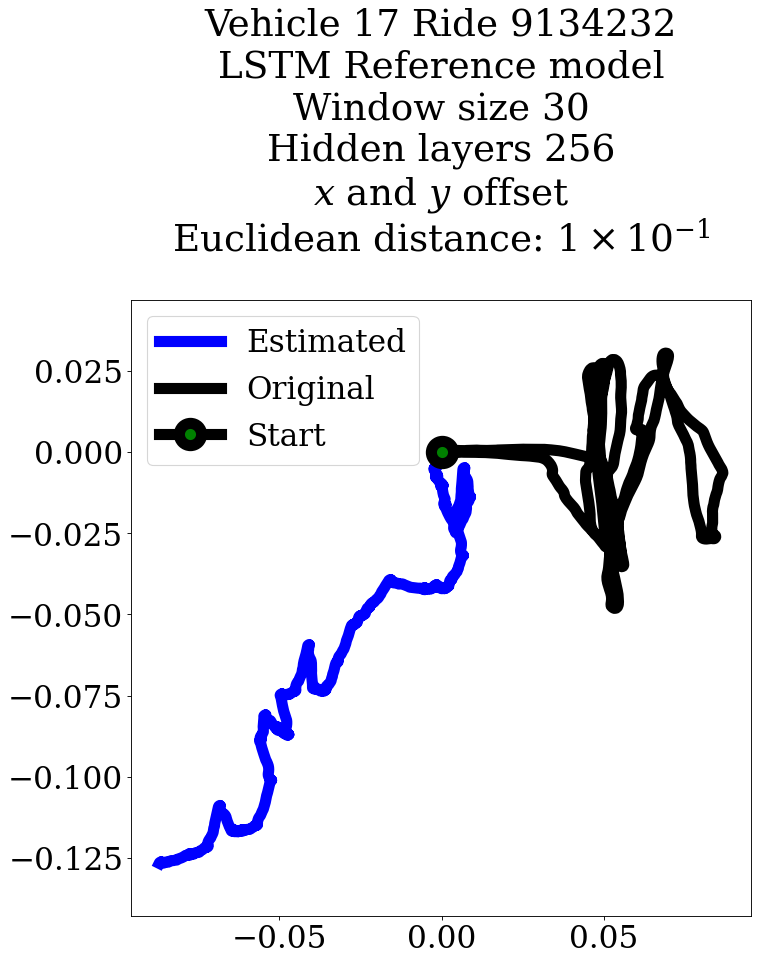 Vehicle 17 Ride 9134232
LSTM Reference model
Window size 30
Hidden layers 256
x and y offset
Euclidean distance: 1 × 10⁻¹
Estimated
Original
Start
0.025
0.000
−0.025
−0.050
−0.075
−0.100
−0.125
−0.05 0.00 0.05